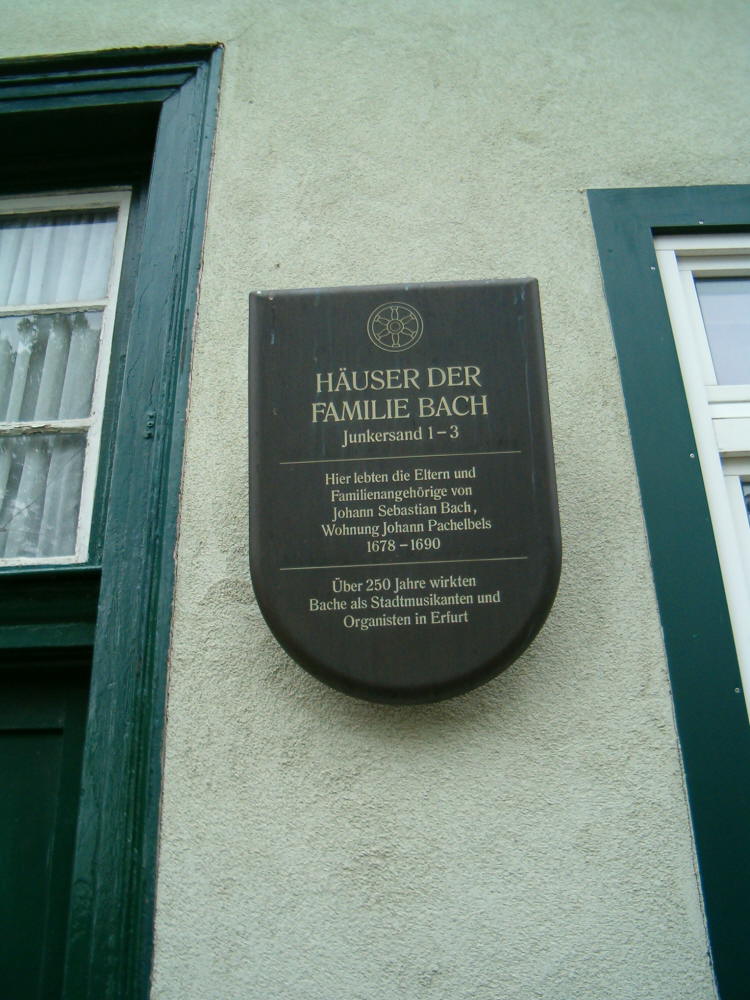 HÄUSER DER
FAMILIE BACH
Junkersand 1–3
Hier lebten die Eltern und
Familienangehörige von
Johann Sebastian Bach,
Wohnung Johann Pachelbels
1678–1690
Über 250 Jahre wirkten
Bache als Stadtmusikanten und
Organisten in Erfurt